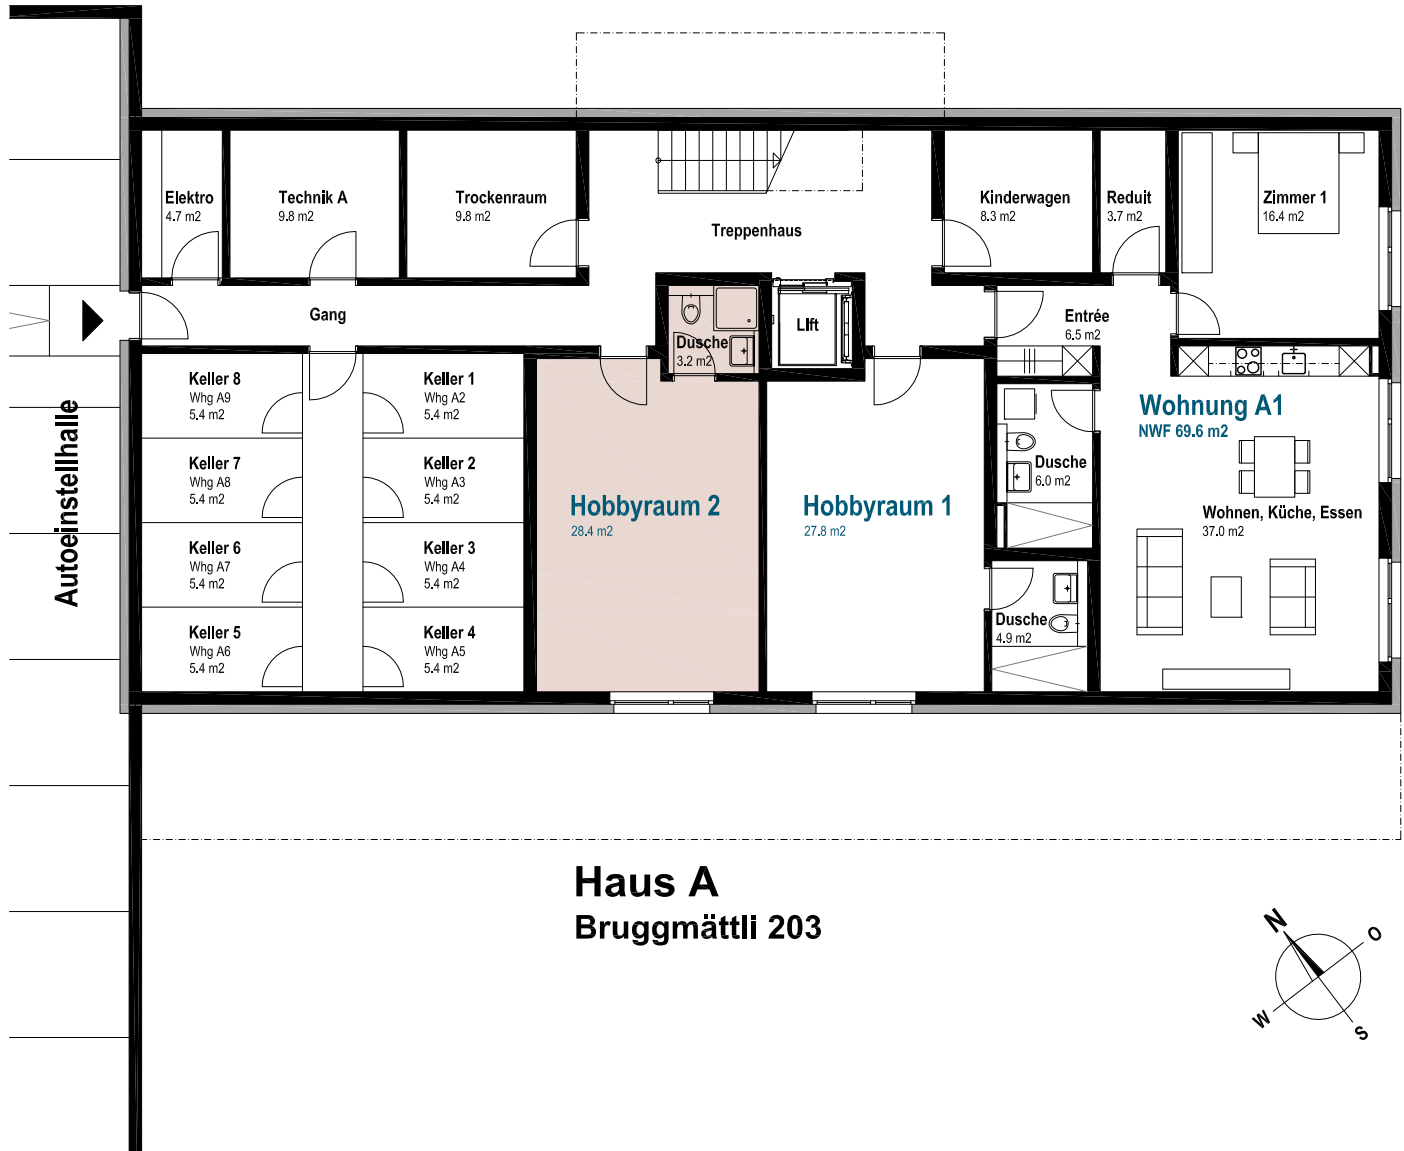 Elektro
4.7 m2
Technik A
9.8 m2
Trockenraum
9.8 m2
Treppenhaus
Kinderwagen
8.3 m2
Reduit
3.7 m2
Zimmer 1
16.4 m2
Gang
Dusche
3.2 m2
Lift
Entrée
6.5 m2
Autoeinstellhalle
Keller 8
Whg A9
5.4 m2
Keller 1
Whg A2
5.4 m2
Keller 7
Whg A8
5.4 m2
Keller 2
Whg A3
5.4 m2
Keller 6
Whg A7
5.4 m2
Keller 3
Whg A4
5.4 m2
Keller 5
Whg A6
5.4 m2
Keller 4
Whg A5
5.4 m2
Hobbyraum 2
28.4 m2
Hobbyraum 1
27.8 m2
Wohnung A1
NWF 69.6 m2
Dusche
6.0 m2
Wohnen, Küche, Essen
37.0 m2
Dusche
4.9 m2
Haus A
Bruggmättli 203
N
O
W
S